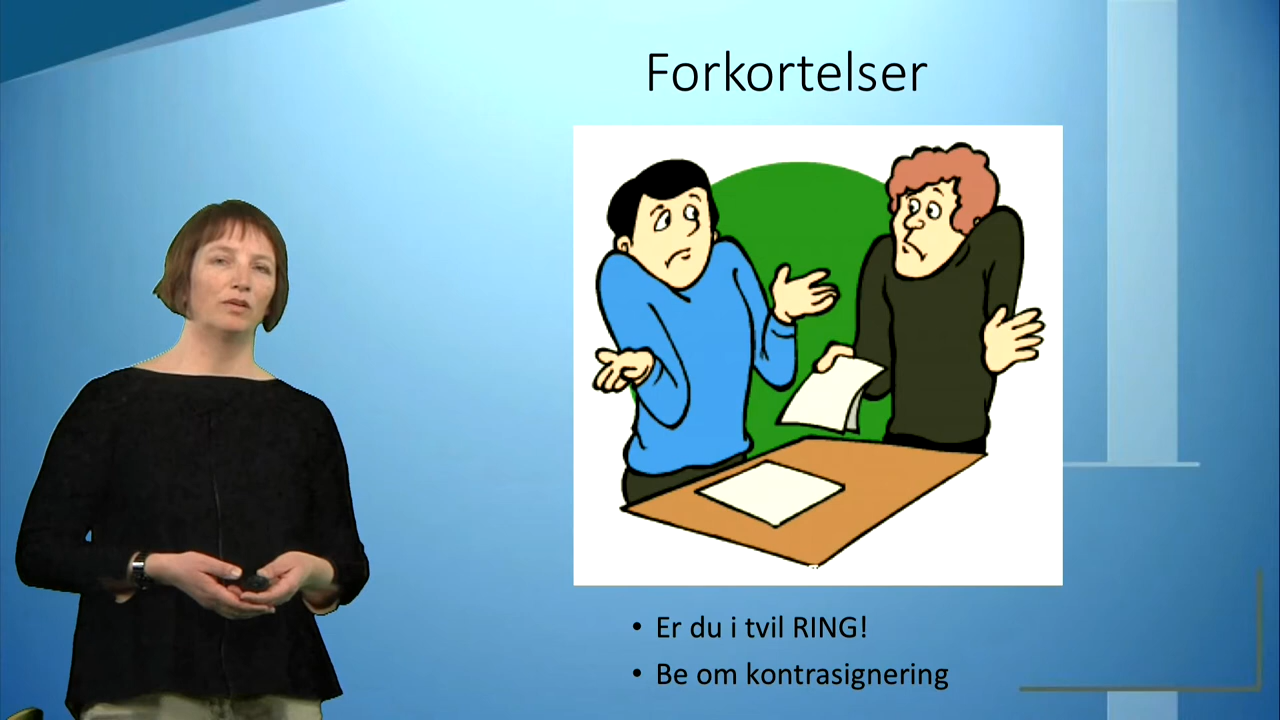 Forkortelser
• Er du i tvil RING!
• Be om kontrasignering